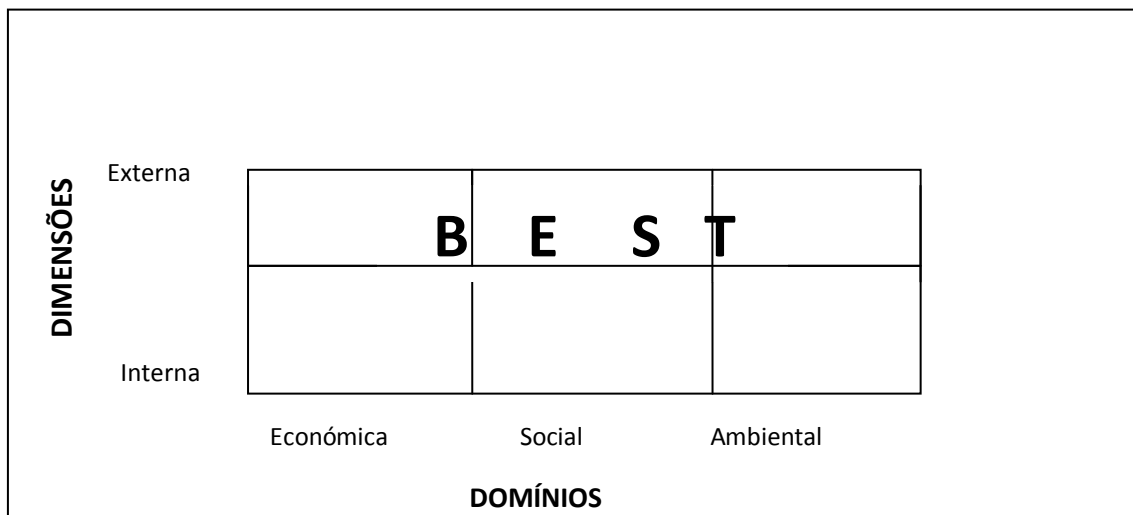 Externa
DIMENSÕES
B E S T
Interna
Económica Social Ambiental
DOMÍNIOS